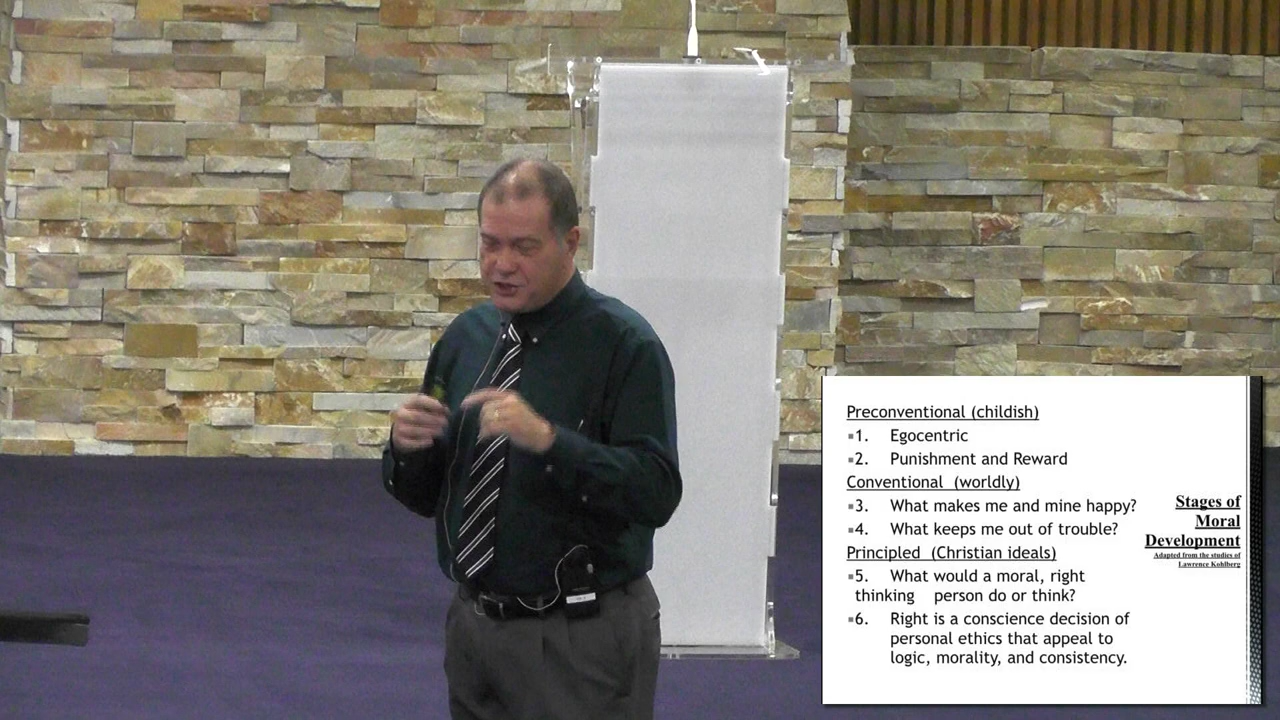 Preconventional (childish)
▪1. Egocentric
▪2. Punishment and Reward
Conventional (worldly)
▪3. What makes me and mine happy?
▪4. What keeps me out of trouble?
Principled (Christian ideals)
▪5. What would a moral, right
thinking person do or think?
▪6. Right is a conscience decision of
personal ethics that appeal to
logic, morality, and consistency.
Stages of
Moral
Development
Adapted from the studies of
Lawrence Kohlberg